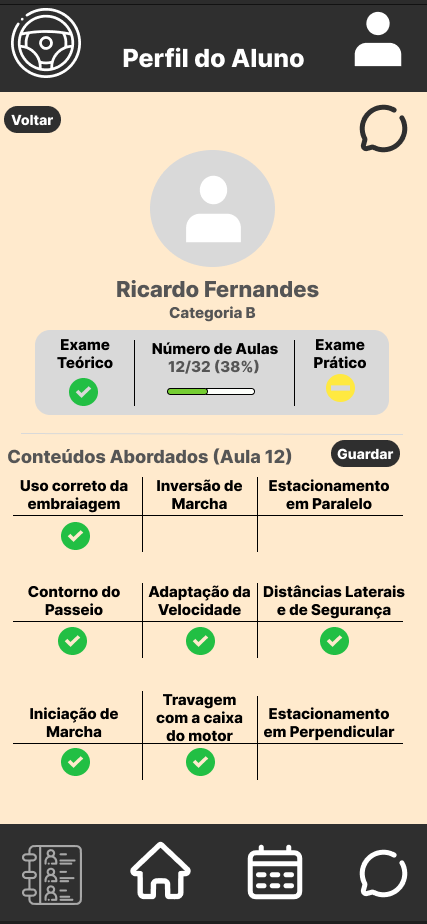 Perfil do Aluno
Voltar
Ricardo Fernandes
Categoria B
Exame
Teórico
Número de Aulas
12/32 (38%)
Exame
Prático
Conteúdos Abordados (Aula 12)
Guardar
Uso correto da
embraiagem
Inversão de
Marcha
Estacionamento
em Paralelo
Contorno do
Passeio
Adaptação da
Velocidade
Distâncias Laterais
e de Segurança
Iniciação de
Marcha
Travagem
com a caixa
do motor
Estacionamento
em Perpendicular